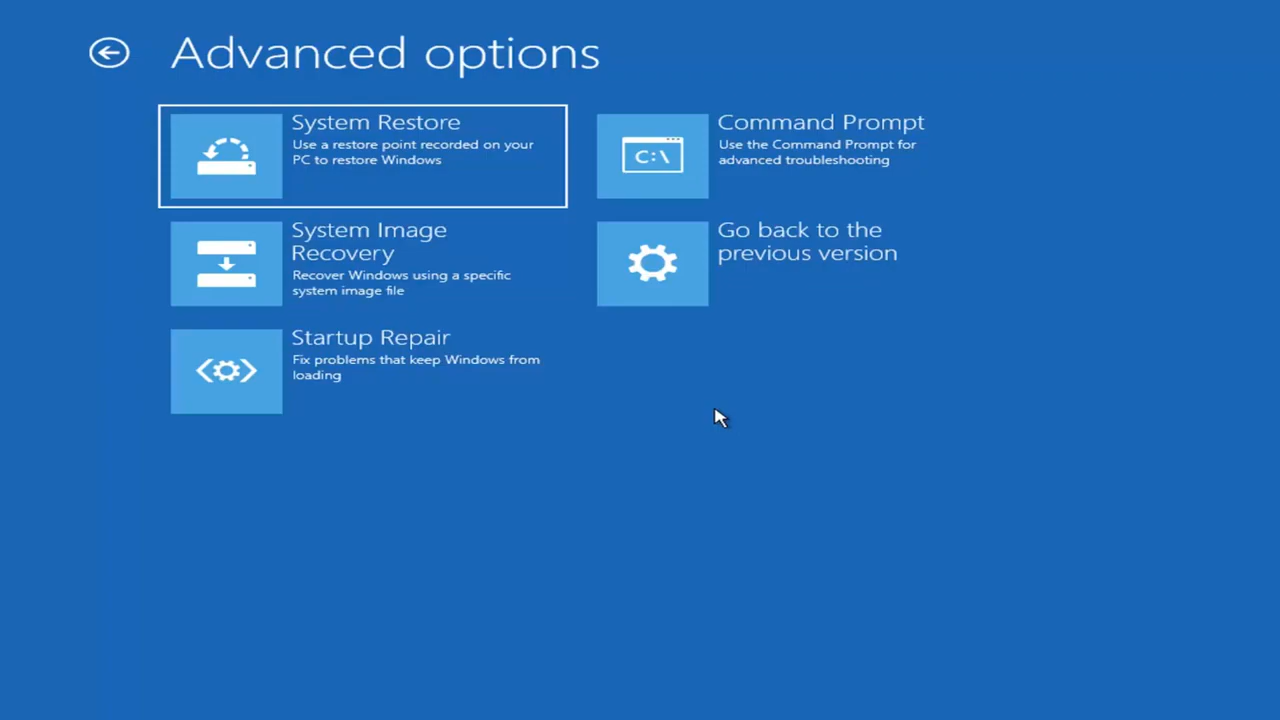 Advanced options
System Restore
Use a restore point recorded on your
PC to restore Windows
System Image
Recovery
Recover Windows using a specific
system image file
Startup Repair
Fix problems that keep Windows from
loading
C:\
Command Prompt
Use the Command Prompt for
advanced troubleshooting
Go back to the
previous version